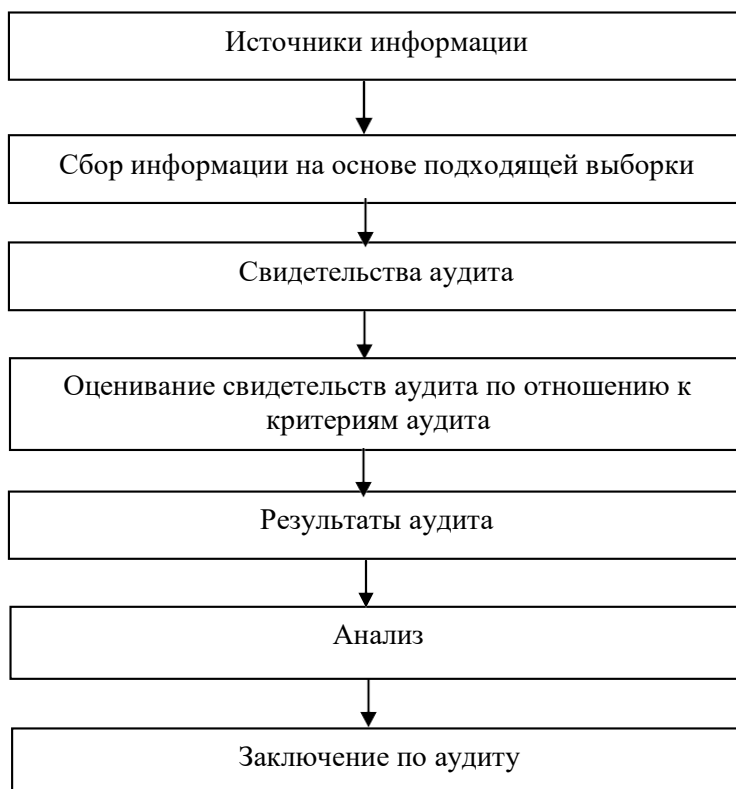 Источники информации
Сбор информации на основе подходящей выборки
Свидетельства аудита
Оценивание свидетельств аудита по отношению к
критериям аудита
Результаты аудита
Анализ
Заключение по аудиту